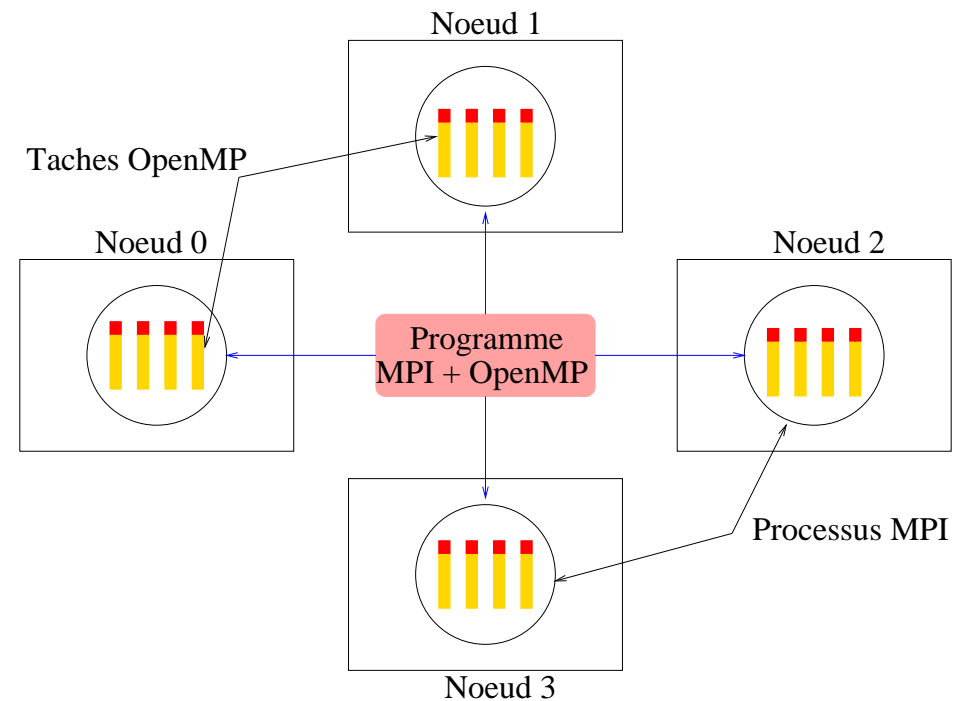 Noeud 1
Taches OpenMP
Noeud 0
Noeud 2
Programme
MPI + OpenMP
Processus MPI
Noeud 3